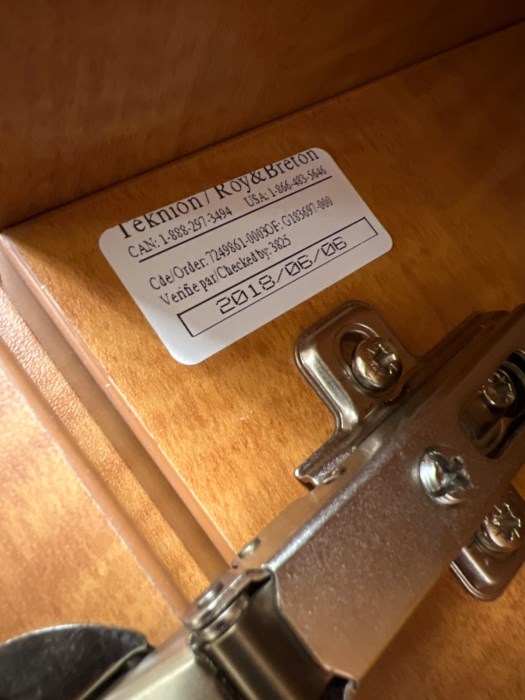 Teknion / Roy&Breton
CAN: 1-888-297-3494 USA: 1-866-483-5646
Cde/Order: 7249861-0003OF: G183697-000
Verifie par/Checked by: 3825
2018/06/06